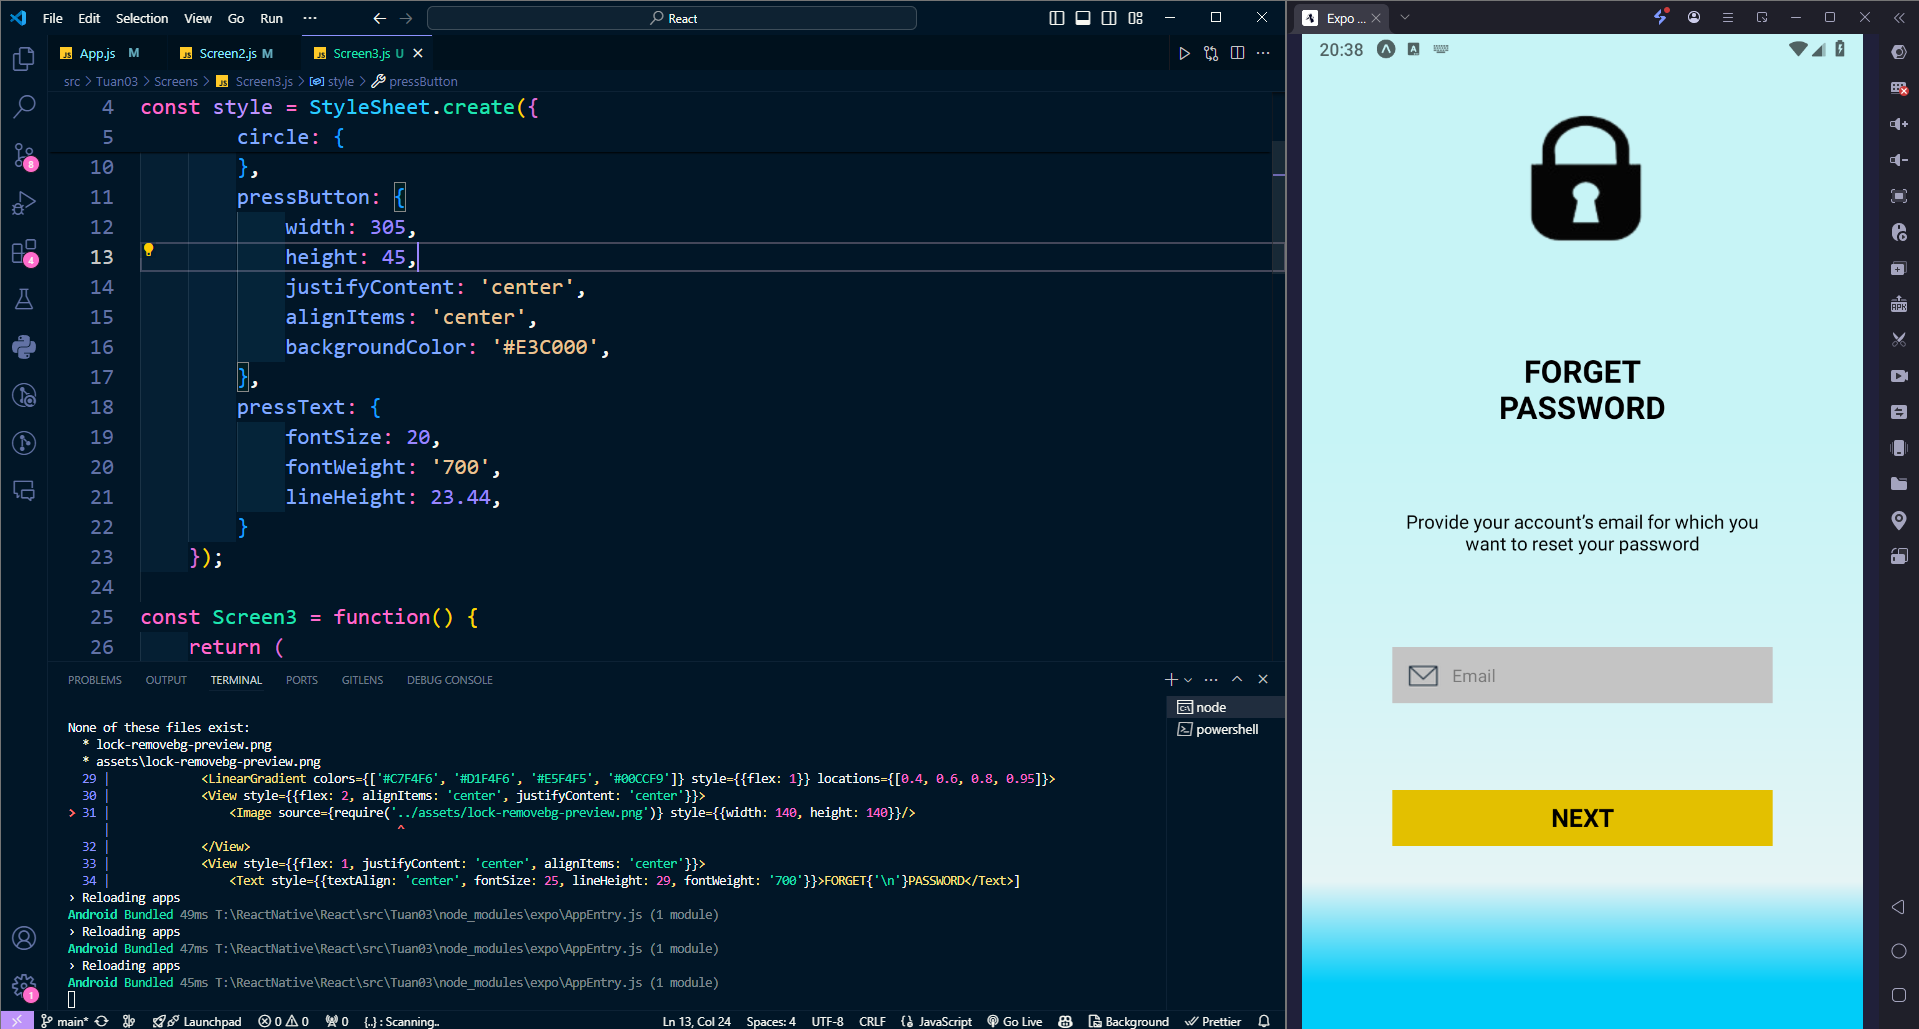 File Edit Selection View Go Run ···
React
App.js M
Screen2.js M
Screen3.js U
src > Tuan03 > Screens > Screen3.js > style > pressButton
4 const style = StyleSheet.create({
5 circle: {
10 },
11 pressButton: {
12 width: 305,
13 height: 45,
14 justifyContent: 'center',
15 alignItems: 'center',
16 backgroundColor: '#E3C000',
17 },
18 pressText: {
19 fontSize: 20,
20 fontWeight: '700',
21 lineHeight: 23.44,
22 }
23 });
24
25 const Screen3 = function() {
26 return (
8
4
1
PROBLEMS OUTPUT TERMINAL PORTS GITLENS DEBUG CONSOLE
node
powershell
None of these files exist:
* lock-removebg-preview.png
* assets\lock-removebg-preview.png
29 | <LinearGradient colors={['#C7F4F6', '#D1F4F6', '#E5F4F5', '#00CCF9']} style={{flex: 1}} locations={[0.4, 0.6, 0.8, 0.95]}>
30 | <View style={{flex: 2, alignItems: 'center', justifyContent: 'center'}}>
> 31 | <Image source={require('../assets/lock-removebg-preview.png')} style={{width: 140, height: 140}}/>
| ^
32 | </View>
33 | <View style={{flex: 1, justifyContent: 'center', alignItems: 'center'}}>
34 | <Text style={{textAlign: 'center', fontSize: 25, lineHeight: 29, fontWeight: '700'}}>FORGET{'\n'}PASSWORD</Text>]
› Reloading apps
Android Bundled 49ms T:\ReactNative\React\src\Tuan03\node_modules\expo\AppEntry.js (1 module)
› Reloading apps
Android Bundled 47ms T:\ReactNative\React\src\Tuan03\node_modules\expo\AppEntry.js (1 module)
› Reloading apps
Android Bundled 45ms T:\ReactNative\React\src\Tuan03\node_modules\expo\AppEntry.js (1 module)
main* Launchpad 0 0 0 {..} : Scanning.. Ln 13, Col 24 Spaces: 4 UTF-8 CRLF {} JavaScript Go Live Background Prettier
Expo ...
20:38
FORGET
PASSWORD
Provide your account's email for which you
want to reset your password
Email
NEXT